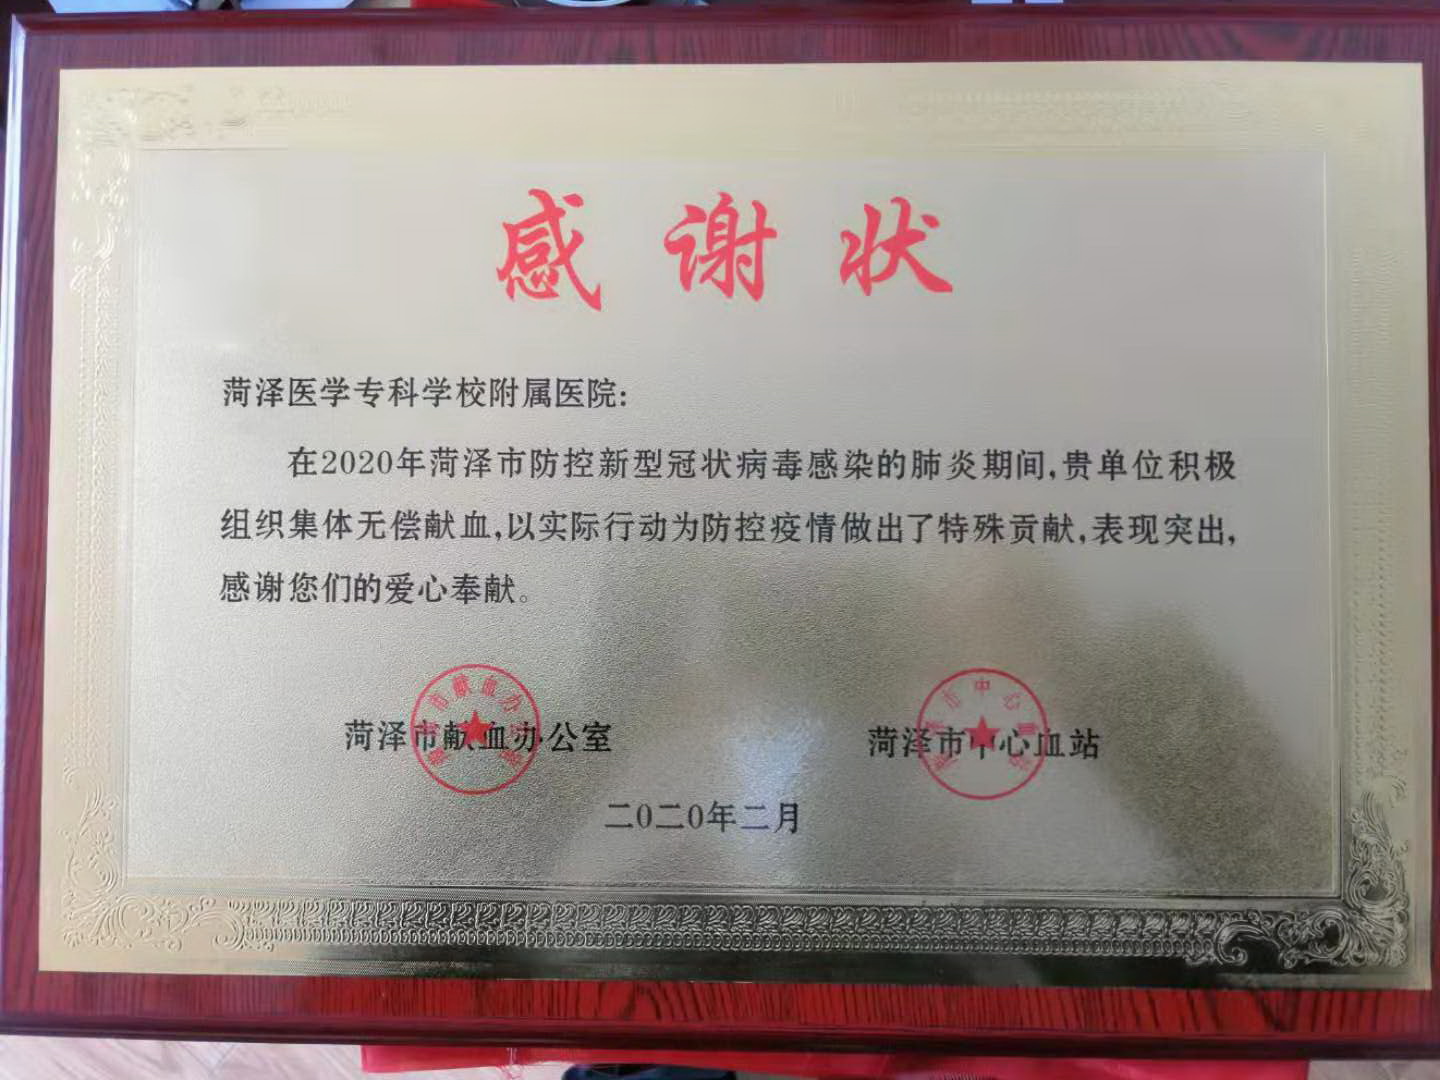 感谢状
菏泽医学专科学校附属医院:
在2020年菏泽市防控新型冠状病毒感染的肺炎期间,贵单位积极
组织集体无偿献血,以实际行动为防控疫情做出了特殊贡献,表现突出,
感谢您们的爱心奉献。
菏泽市献血办公室
菏泽市中心血站
二〇二〇年二月